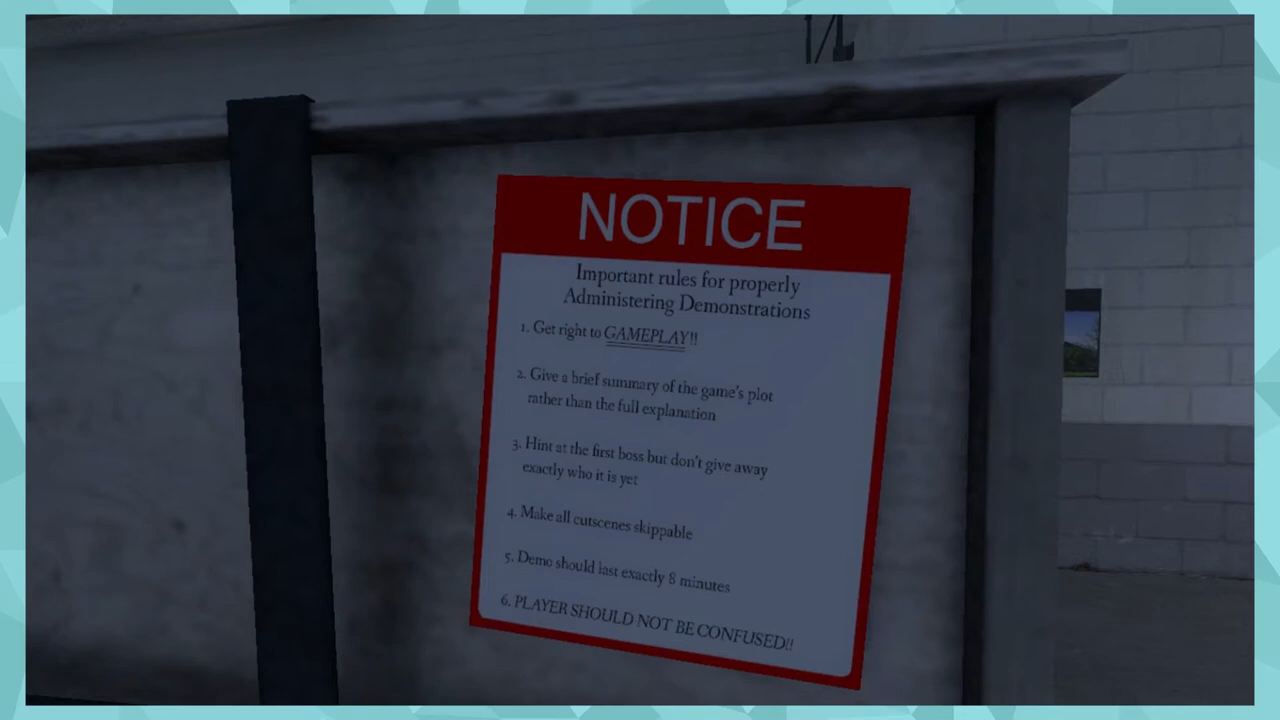 NOTICE
Important rules for properly
Administering Demonstrations
1. Get right to GAMEPLAY!!
2. Give a brief summary of the game's plot
rather than the full explanation
3. Hint at the first boss but don't give away
exactly who it is yet
4. Make all cutscenes skippable
5. Demo should last exactly 8 minutes
6. PLAYER SHOULD NOT BE CONFUSED!!